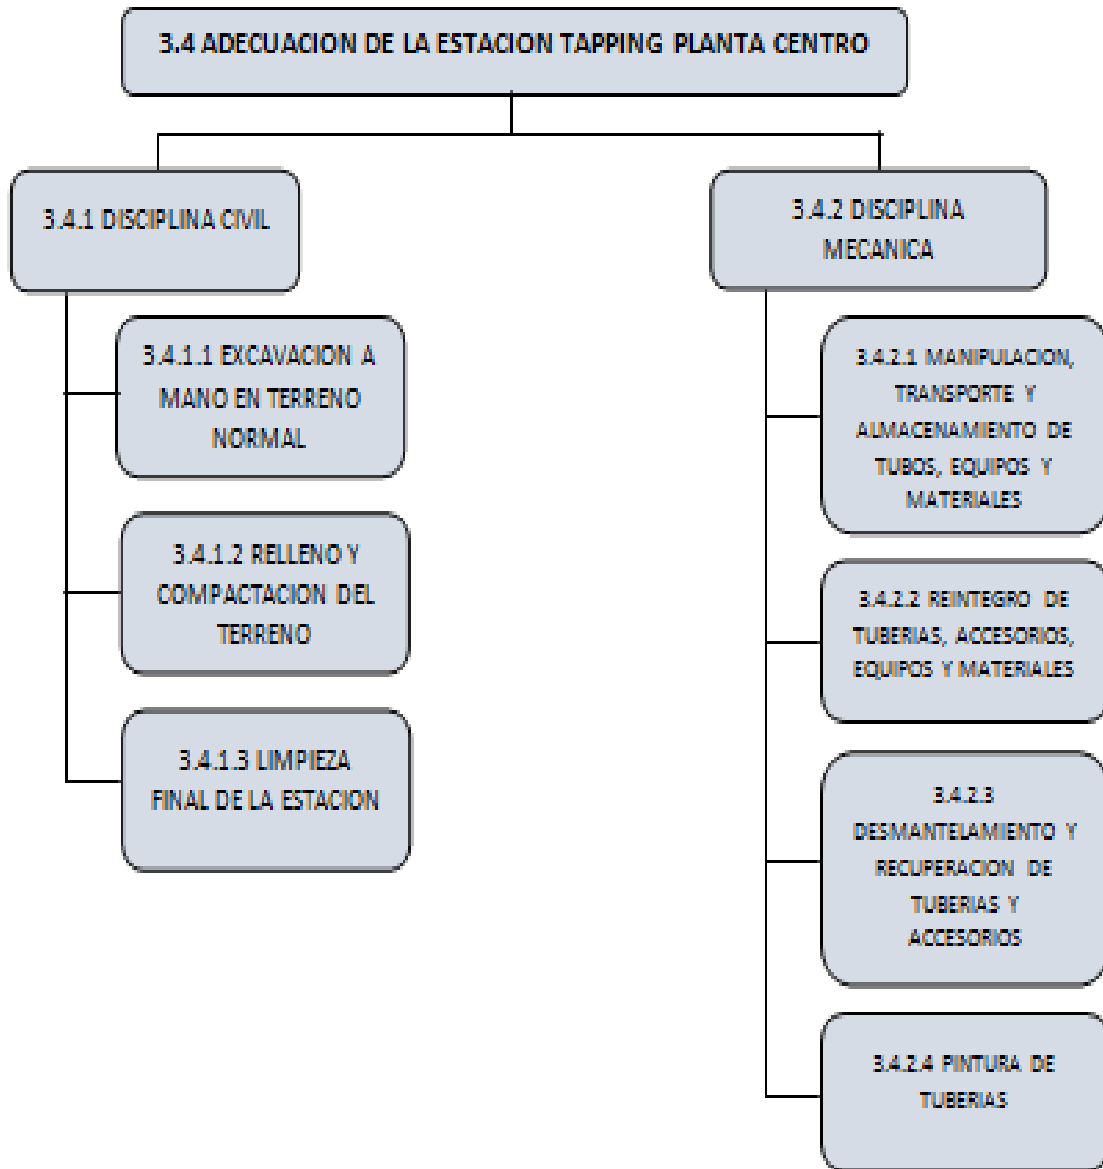 3.4 ADECUACION DE LA ESTACION TAPPING PLANTA CENTRO
3.4.1 DISCIPLINA CIVIL
3.4.1.1 EXCAVACION A
MANO EN TERRENO
NORMAL
3.4.1.2 RELLENO Y
COMPACTACION DEL
TERRENO
3.4.1.3 LIMPIEZA
FINAL DE LA ESTACION
3.4.2 DISCIPLINA
MECANICA
3.4.2.1 MANIPULACION,
TRANSPORTE Y
ALMACENAMIENTO DE
TUBOS, EQUIPOS Y
MATERIALES
3.4.2.2 REINTEGRO DE
TUBERIAS, ACCESORIOS,
EQUIPOS Y MATERIALES
3.4.2.3
DESMANTELAMIENTO Y
RECUPERACION DE
TUBERIAS Y
ACCESORIOS
3.4.2.4 PINTURA DE
TUBERIAS